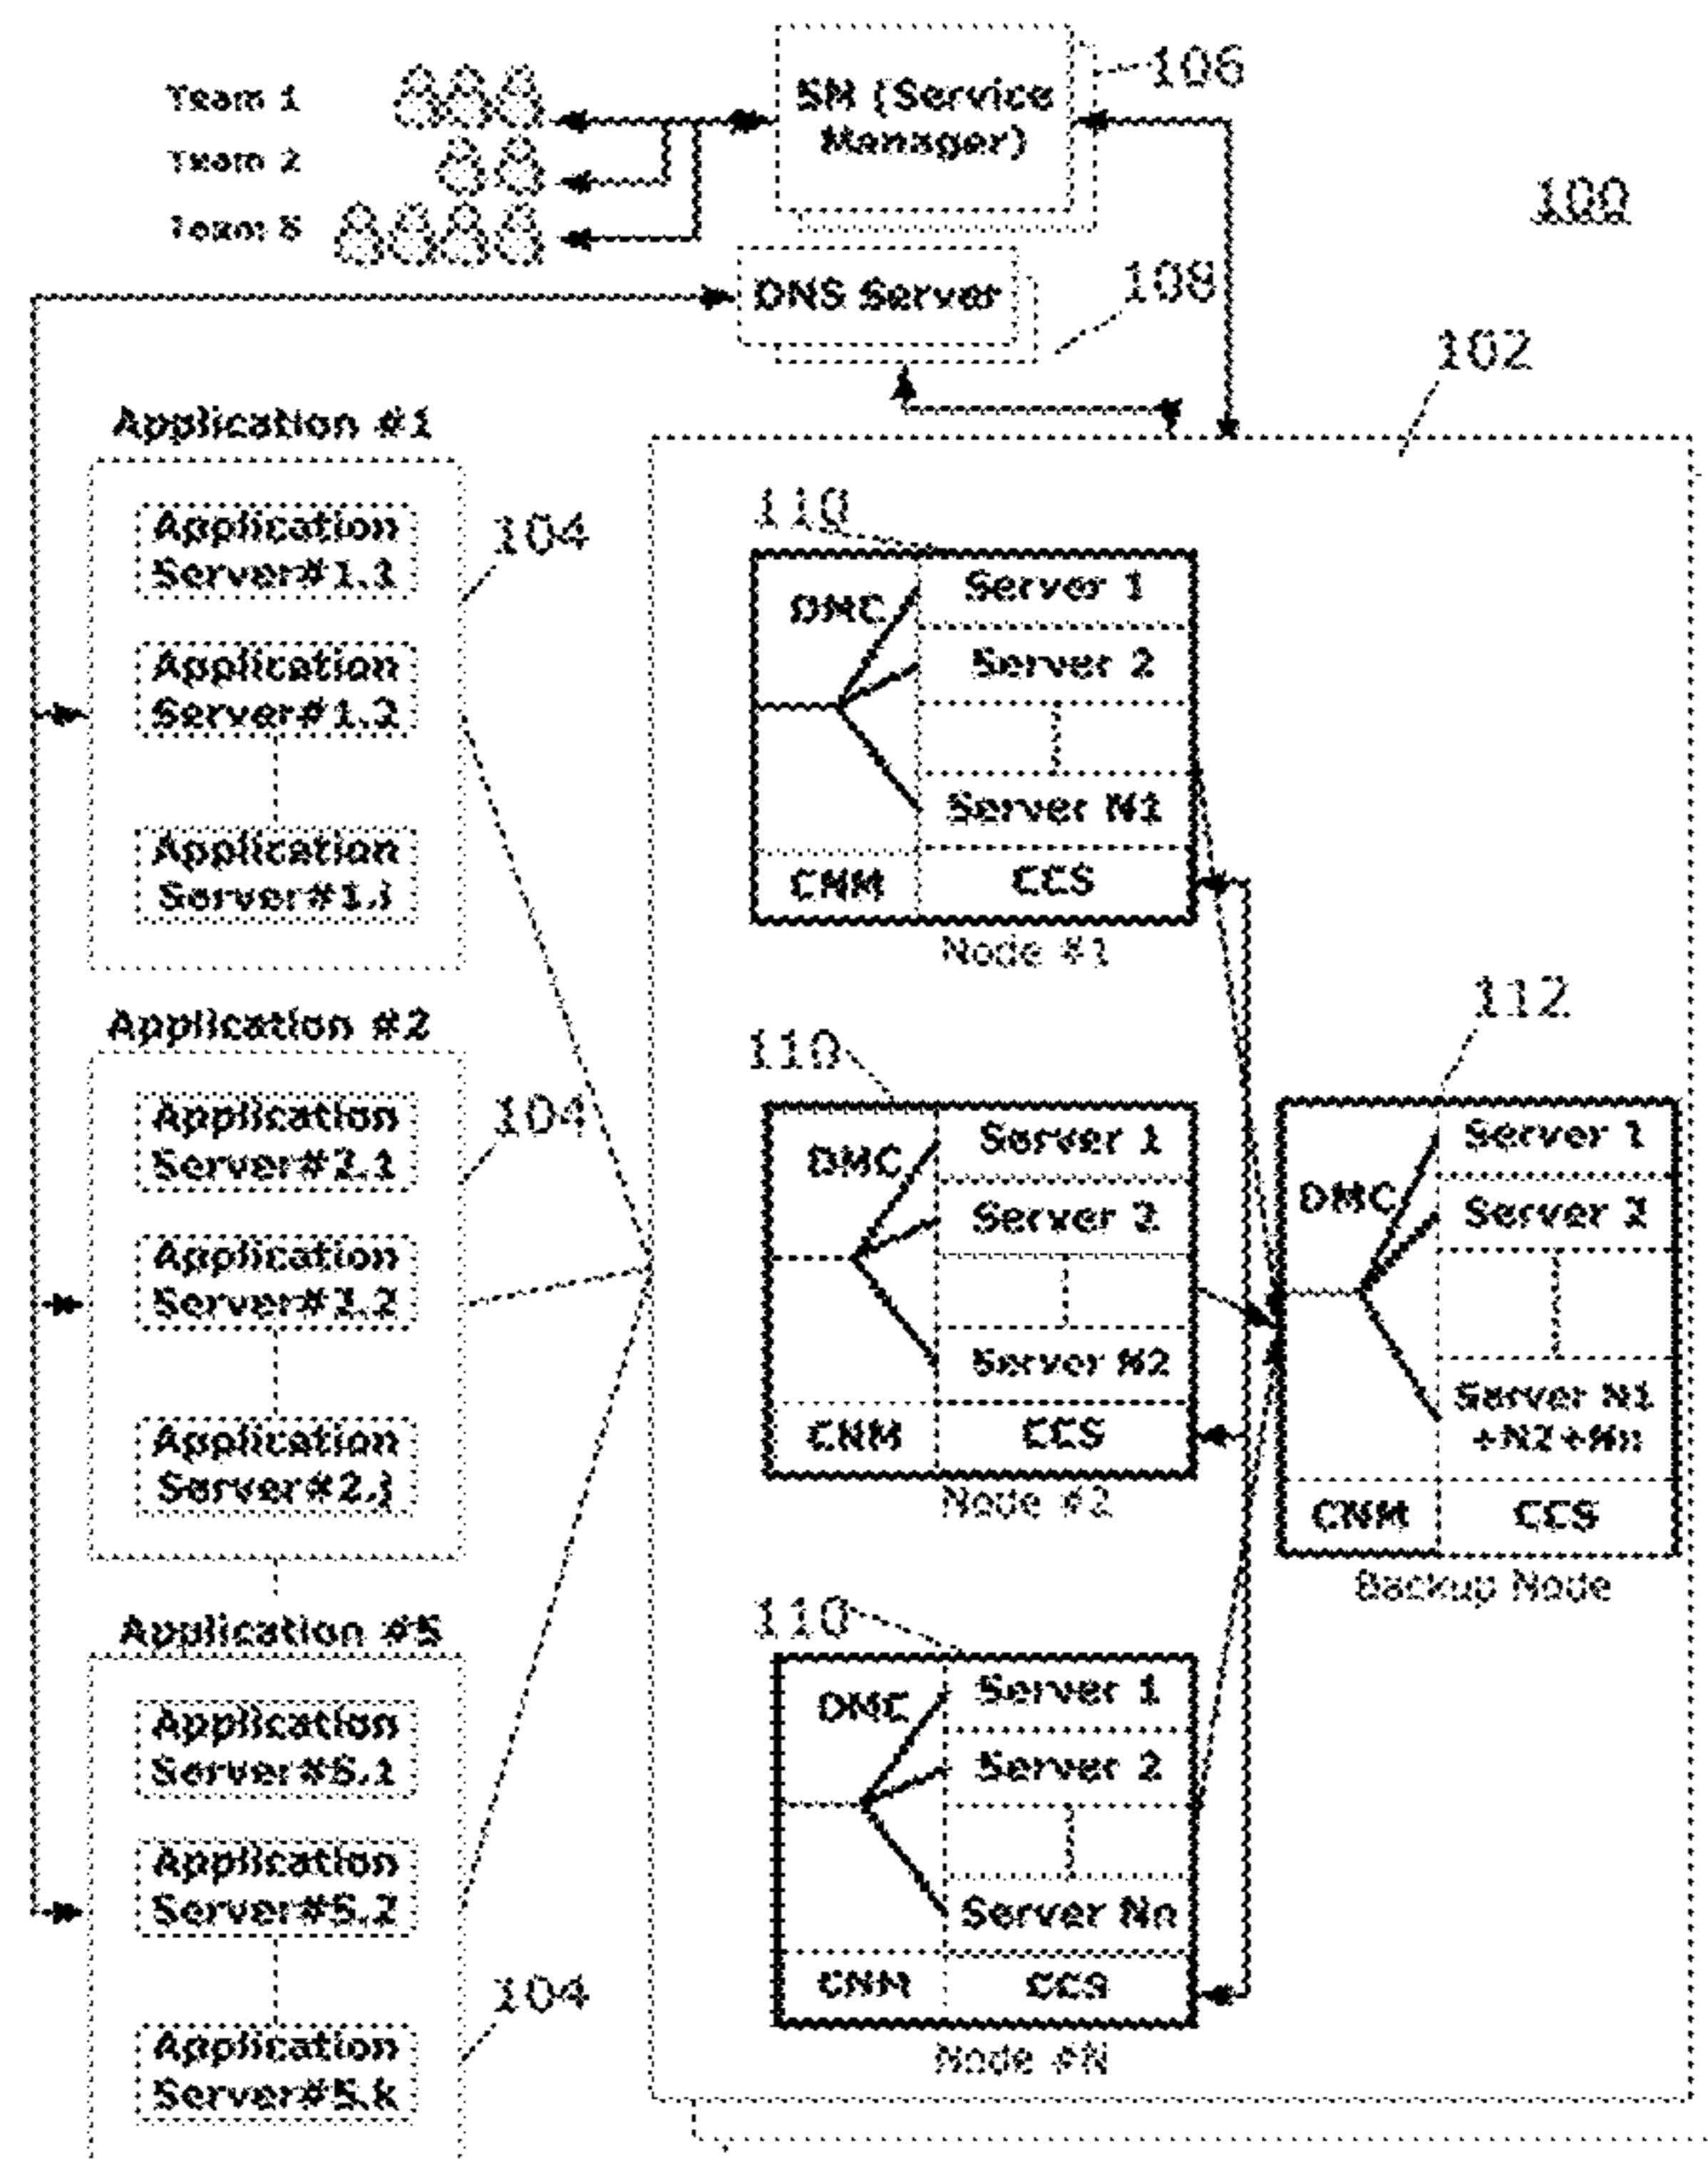 Team 1
Team 2
Team S
SM (Service
Manager)
106
100
DNS Server
108
102
Application #1
Application
Server#1.1
Application
Server#1.2
Application
Server#1.i
104
Application #2
Application
Server#2.1
Application
Server#2.2
Application
Server#2.j
104
Application #S
Application
Server#S.1
Application
Server#S.2
Application
Server#S.k
104
110
DMC
Server 1
Server 2
Server N1
CNM
CCS
Node #1
110
DMC
Server 1
Server 2
Server N2
CNM
CCS
Node #2
110
DMC
Server 1
Server 2
Server Nn
CNM
CCS
Node #N
112
DMC
Server 1
Server 2
Server N1
+N2+Nn
CNM
CCS
Backup Node